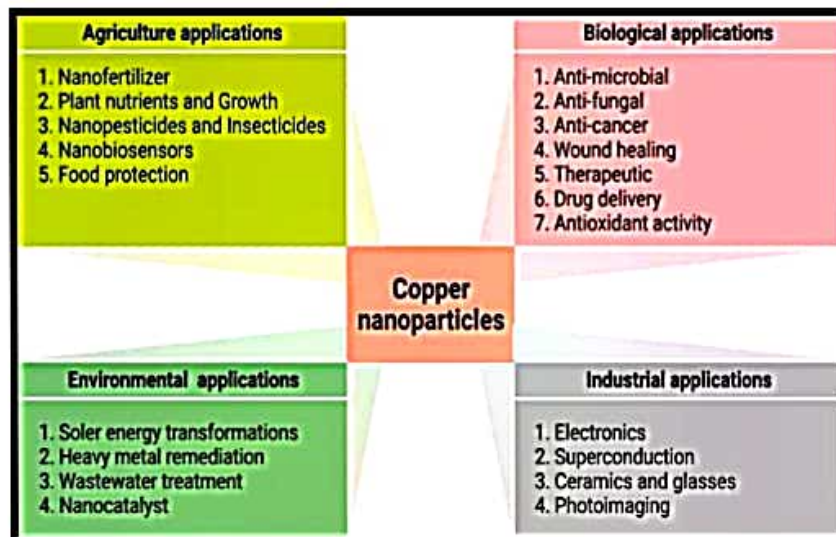 Agriculture applications
1. Nanofertilizer
2. Plant nutrients and Growth
3. Nanopesticides and Insecticides
4. Nanobiosensors
5. Food protection
Biological applications
1. Anti-microbial
2. Anti-fungal
3. Anti-cancer
4. Wound healing
5. Therapeutic
6. Drug delivery
7. Antioxidant activity
Copper
nanoparticles
Environmental applications
1. Soler energy transformations
2. Heavy metal remediation
3. Wastewater treatment
4. Nanocatalyst
Industrial applications
1. Electronics
2. Superconduction
3. Ceramics and glasses
4. Photoimaging